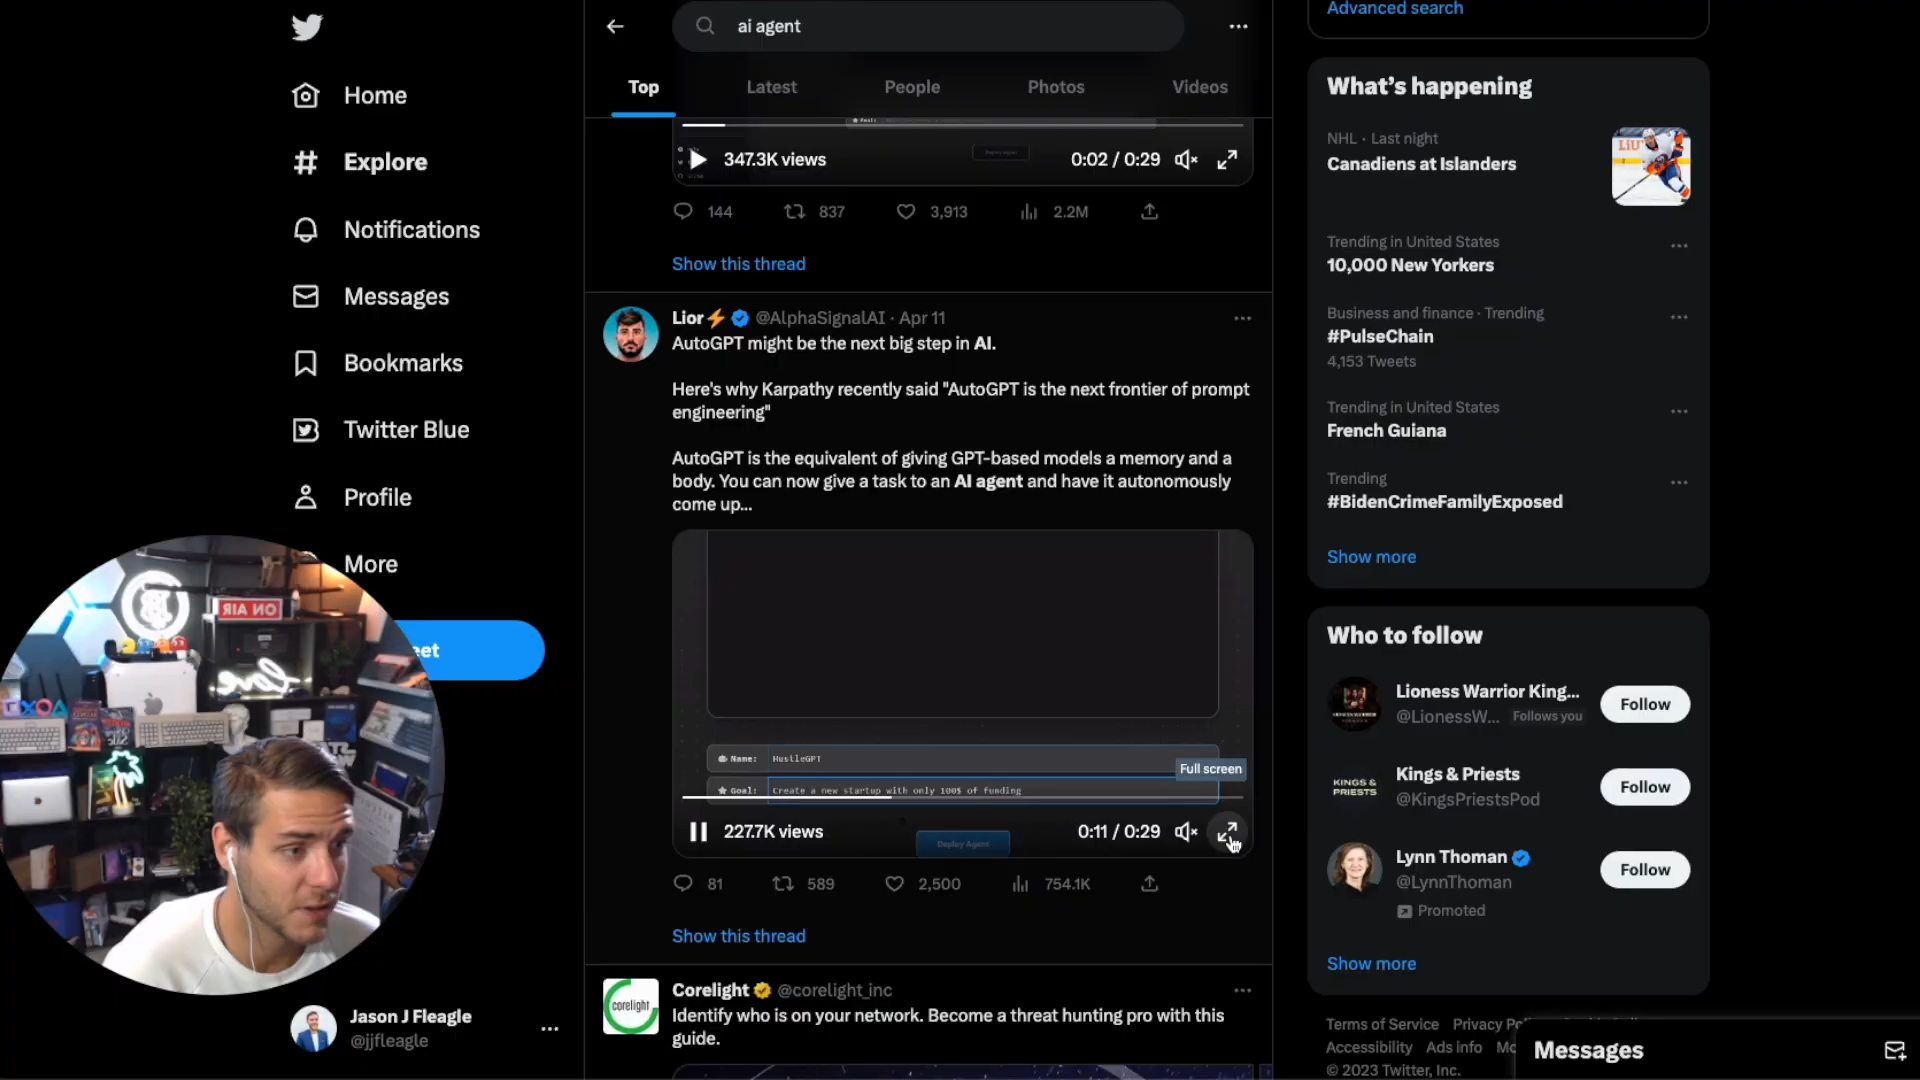 Home
Explore
Notifications
Messages
Bookmarks
Twitter Blue
Profile
More
eet
ON AIR
love
Jason J Fleagle
@jjfleagle
ai agent
Top
Latest
People
Photos
Videos
347.3K views
0:02 / 0:29
144
837
3,913
2.2M
Show this thread
Lior⚡ @AlphaSignalAI · Apr 11
AutoGPT might be the next big step in AI.
Here's why Karpathy recently said "AutoGPT is the next frontier of prompt
engineering"
AutoGPT is the equivalent of giving GPT-based models a memory and a
body. You can now give a task to an AI agent and have it autonomously
come up...
Name: HustleGPT
Full screen
Goal: Create a new startup with only 100$ of funding
227.7K views
0:11 / 0:29
Deploy Agent
81
589
2,500
754.1K
Show this thread
corelight
Corelight @corelight_inc
Identify who is on your network. Become a threat hunting pro with this
guide.
Advanced search
What's happening
NHL · Last night
Canadiens at Islanders
Trending in United States
10,000 New Yorkers
Business and finance · Trending
#PulseChain
4,153 Tweets
Trending in United States
French Guiana
Trending
#BidenCrimeFamilyExposed
Show more
Who to follow
Lioness Warrior King...
@LionessW... Follows you
Follow
KINGS &
PRIESTS
Kings & Priests
@KingsPriestsPod
Follow
Lynn Thoman
@LynnThoman
Follow
Promoted
Show more
Terms of Service Privacy
Accessibility Ads info
© 2023 Twitter, Inc.
Messages